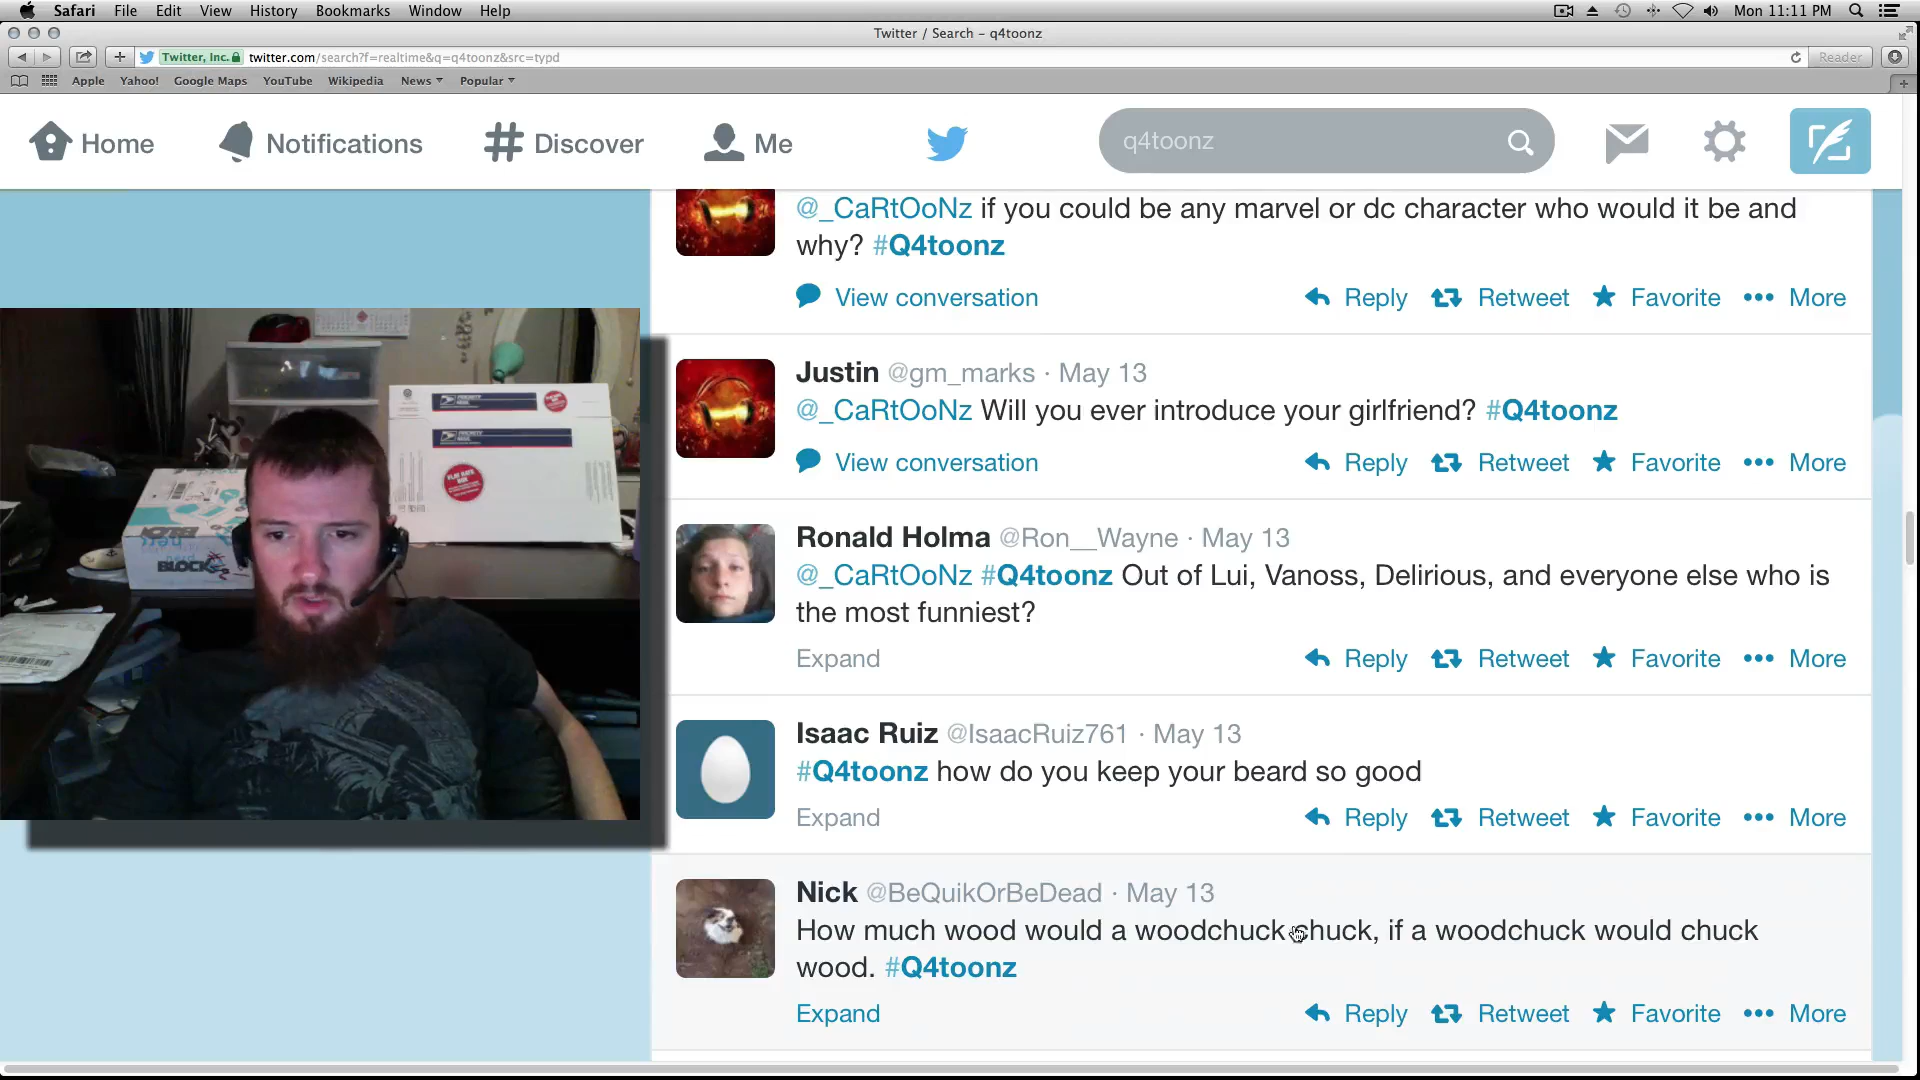 Safari File Edit View History Bookmarks Window Help Mon 11:11 PM
Twitter / Search – q4toonz
Twitter, Inc. twitter.com/search?f=realtime&q=q4toonz&src=typd Reader
Apple Yahoo! Google Maps YouTube Wikipedia News Popular
Home Notifications Discover Me q4toonz
@_CaRtOoNz if you could be any marvel or dc character who would it be and
why? #Q4toonz
View conversation Reply Retweet Favorite More
Justin @gm_marks · May 13
@_CaRtOoNz Will you ever introduce your girlfriend? #Q4toonz
View conversation Reply Retweet Favorite More
Ronald Holma @Ron__Wayne · May 13
@_CaRtOoNz #Q4toonz Out of Lui, Vanoss, Delirious, and everyone else who is
the most funniest?
Expand Reply Retweet Favorite More
Isaac Ruiz @IsaacRuiz761 · May 13
#Q4toonz how do you keep your beard so good
Expand Reply Retweet Favorite More
Nick @BeQuikOrBeDead · May 13
How much wood would a woodchuck chuck, if a woodchuck would chuck
wood. #Q4toonz
Expand Reply Retweet Favorite More
PRIORITY
PRIORITY
FLAT RATE
BLOCK